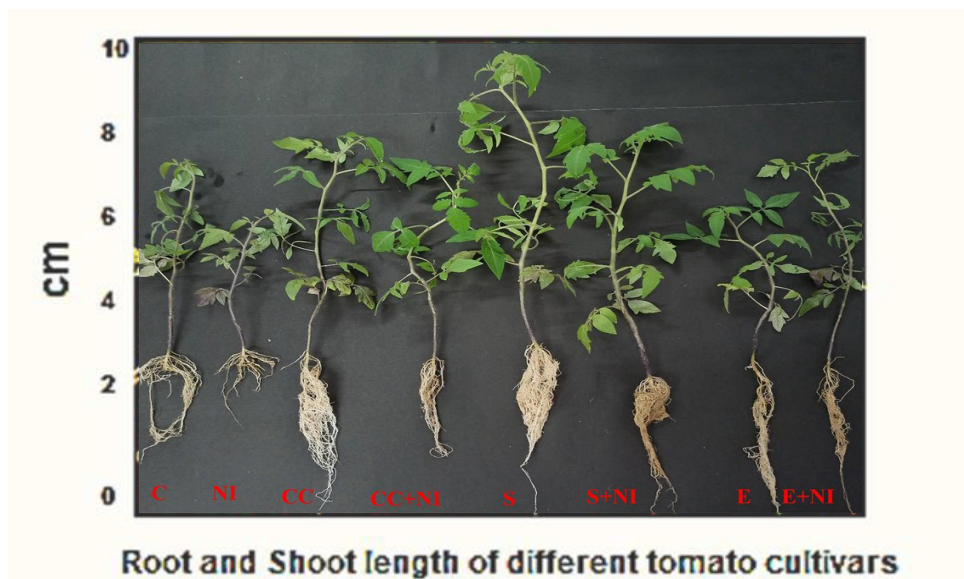 10
8
6
4
2
0
cm
C NI CC CC+NI S S+NI E E+NI
Root and Shoot length of different tomato cultivars